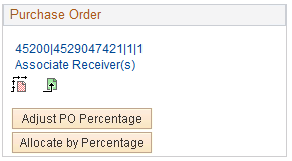 Purchase Order
45200|4529047421|1|1
Associate Receiver(s)
Adjust PO Percentage
Allocate by Percentage